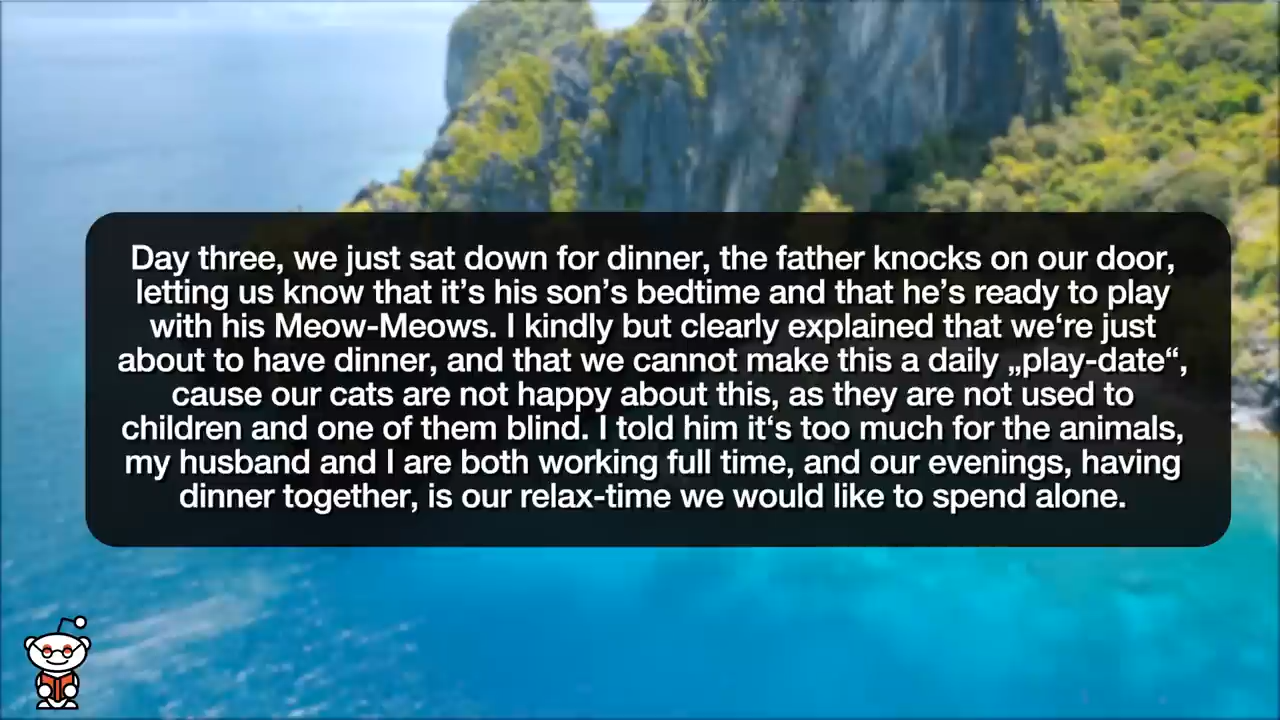 Day three, we just sat down for dinner, the father knocks on our door,
letting us know that it’s his son’s bedtime and that he’s ready to play
with his Meow-Meows. I kindly but clearly explained that we‘re just
about to have dinner, and that we cannot make this a daily „play-date“,
cause our cats are not happy about this, as they are not used to
children and one of them blind. I told him it‘s too much for the animals,
my husband and I are both working full time, and our evenings, having
dinner together, is our relax-time we would like to spend alone.